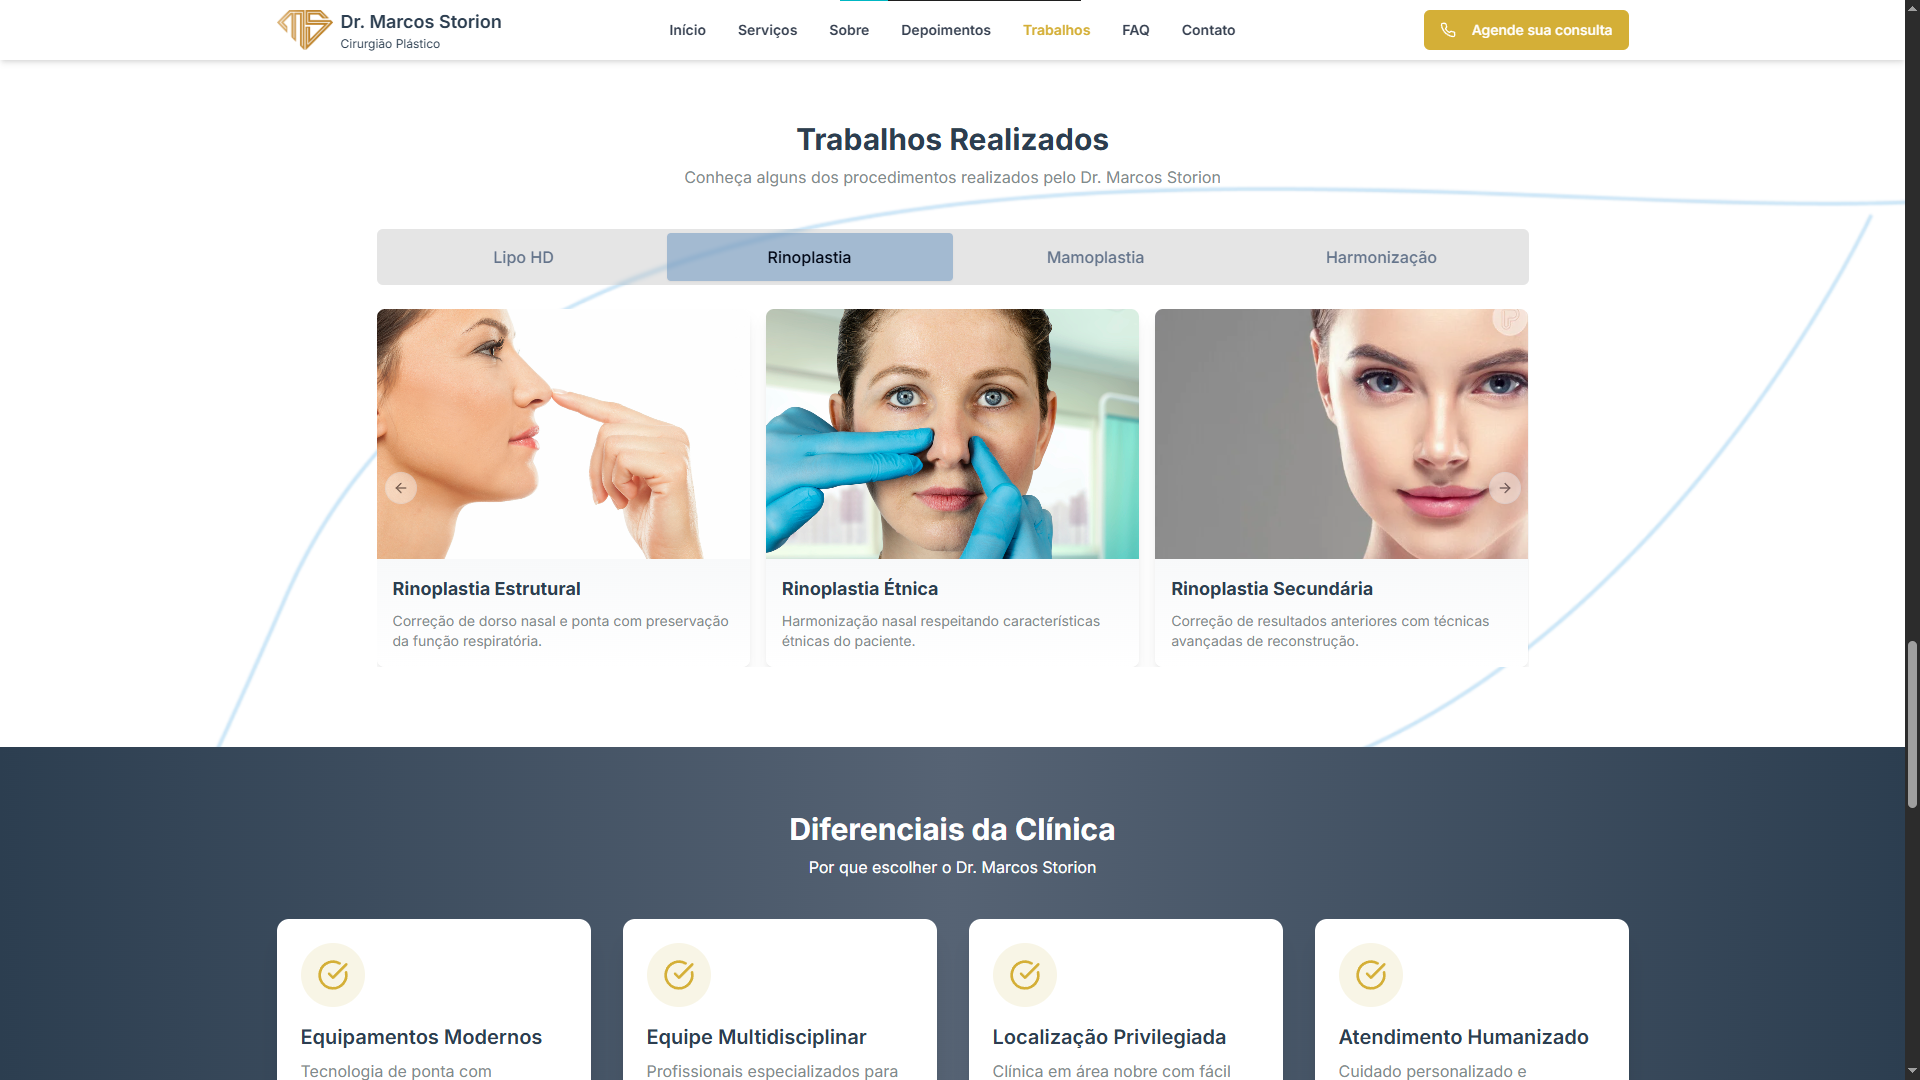 Dr. Marcos Storion
Cirurgião Plástico
Início
Serviços
Sobre
Depoimentos
Trabalhos
FAQ
Contato
Agende sua consulta
Trabalhos Realizados
Conheça alguns dos procedimentos realizados pelo Dr. Marcos Storion
Lipo HD
Rinoplastia
Mamoplastia
Harmonização
Rinoplastia Estrutural
Correção de dorso nasal e ponta com preservação
da função respiratória.
Rinoplastia Étnica
Harmonização nasal respeitando características
étnicas do paciente.
Rinoplastia Secundária
Correção de resultados anteriores com técnicas
avançadas de reconstrução.
Diferenciais da Clínica
Por que escolher o Dr. Marcos Storion
Equipamentos Modernos
Tecnologia de ponta com
Equipe Multidisciplinar
Profissionais especializados para
Localização Privilegiada
Clínica em área nobre com fácil
Atendimento Humanizado
Cuidado personalizado e